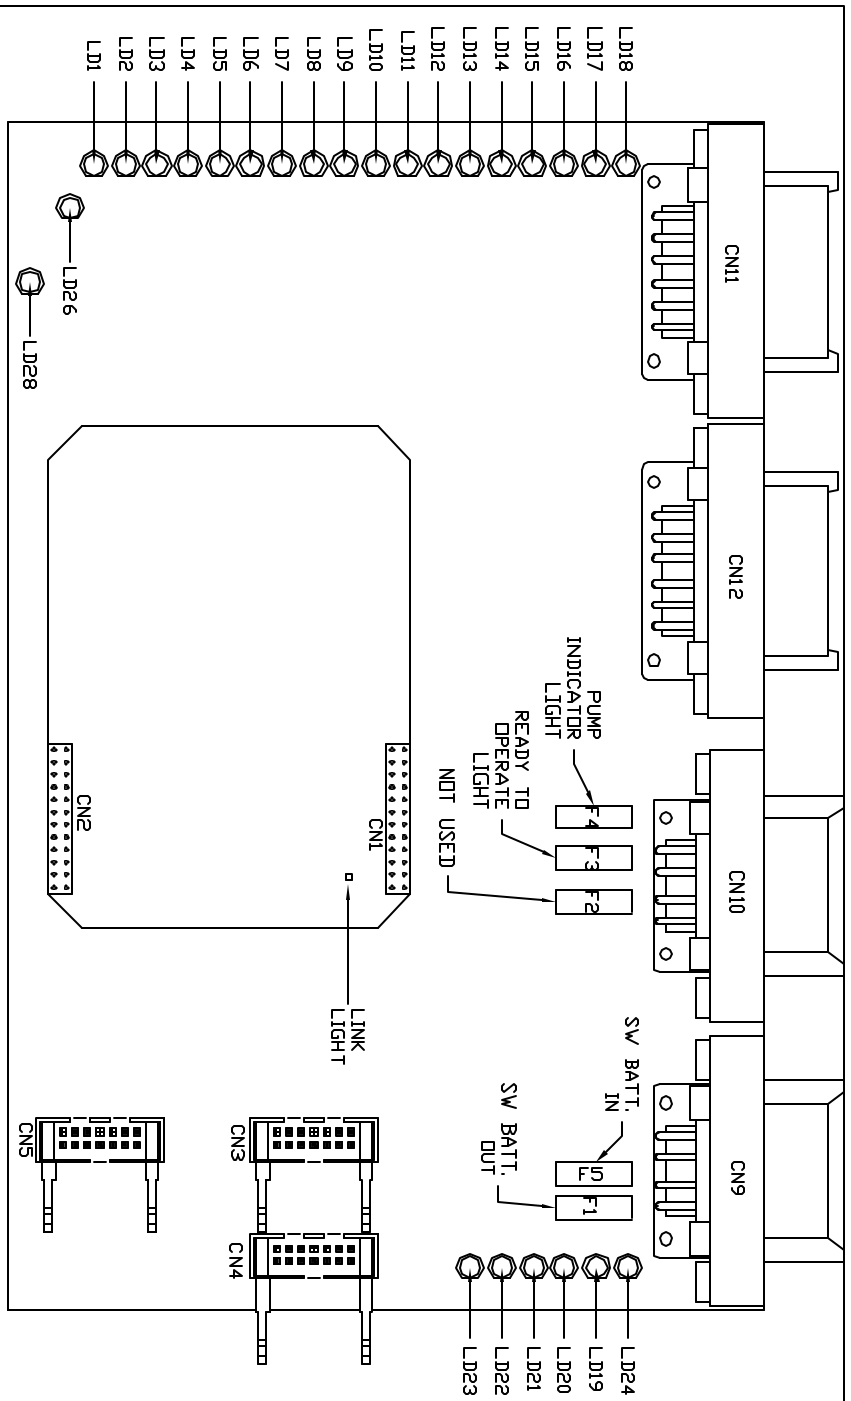 LD1
LD2
LD3
LD4
LD5
LD6
LD7
LD8
LD9
LD10
LD11
LD12
LD13
LD14
LD15
LD16
LD17
LD18
LD26
LD28
CN11
CN12
CN10
CN9
PUMP
INDICATOR
LIGHT
READY TO
OPERATE
LIGHT
NOT USED
F4
F3
F2
CN2
CN1
LINK
LIGHT
SW BATT.
IN
SW BATT.
OUT
F5
F1
CN5
CN3
CN4
LD23
LD22
LD21
LD20
LD19
LD24